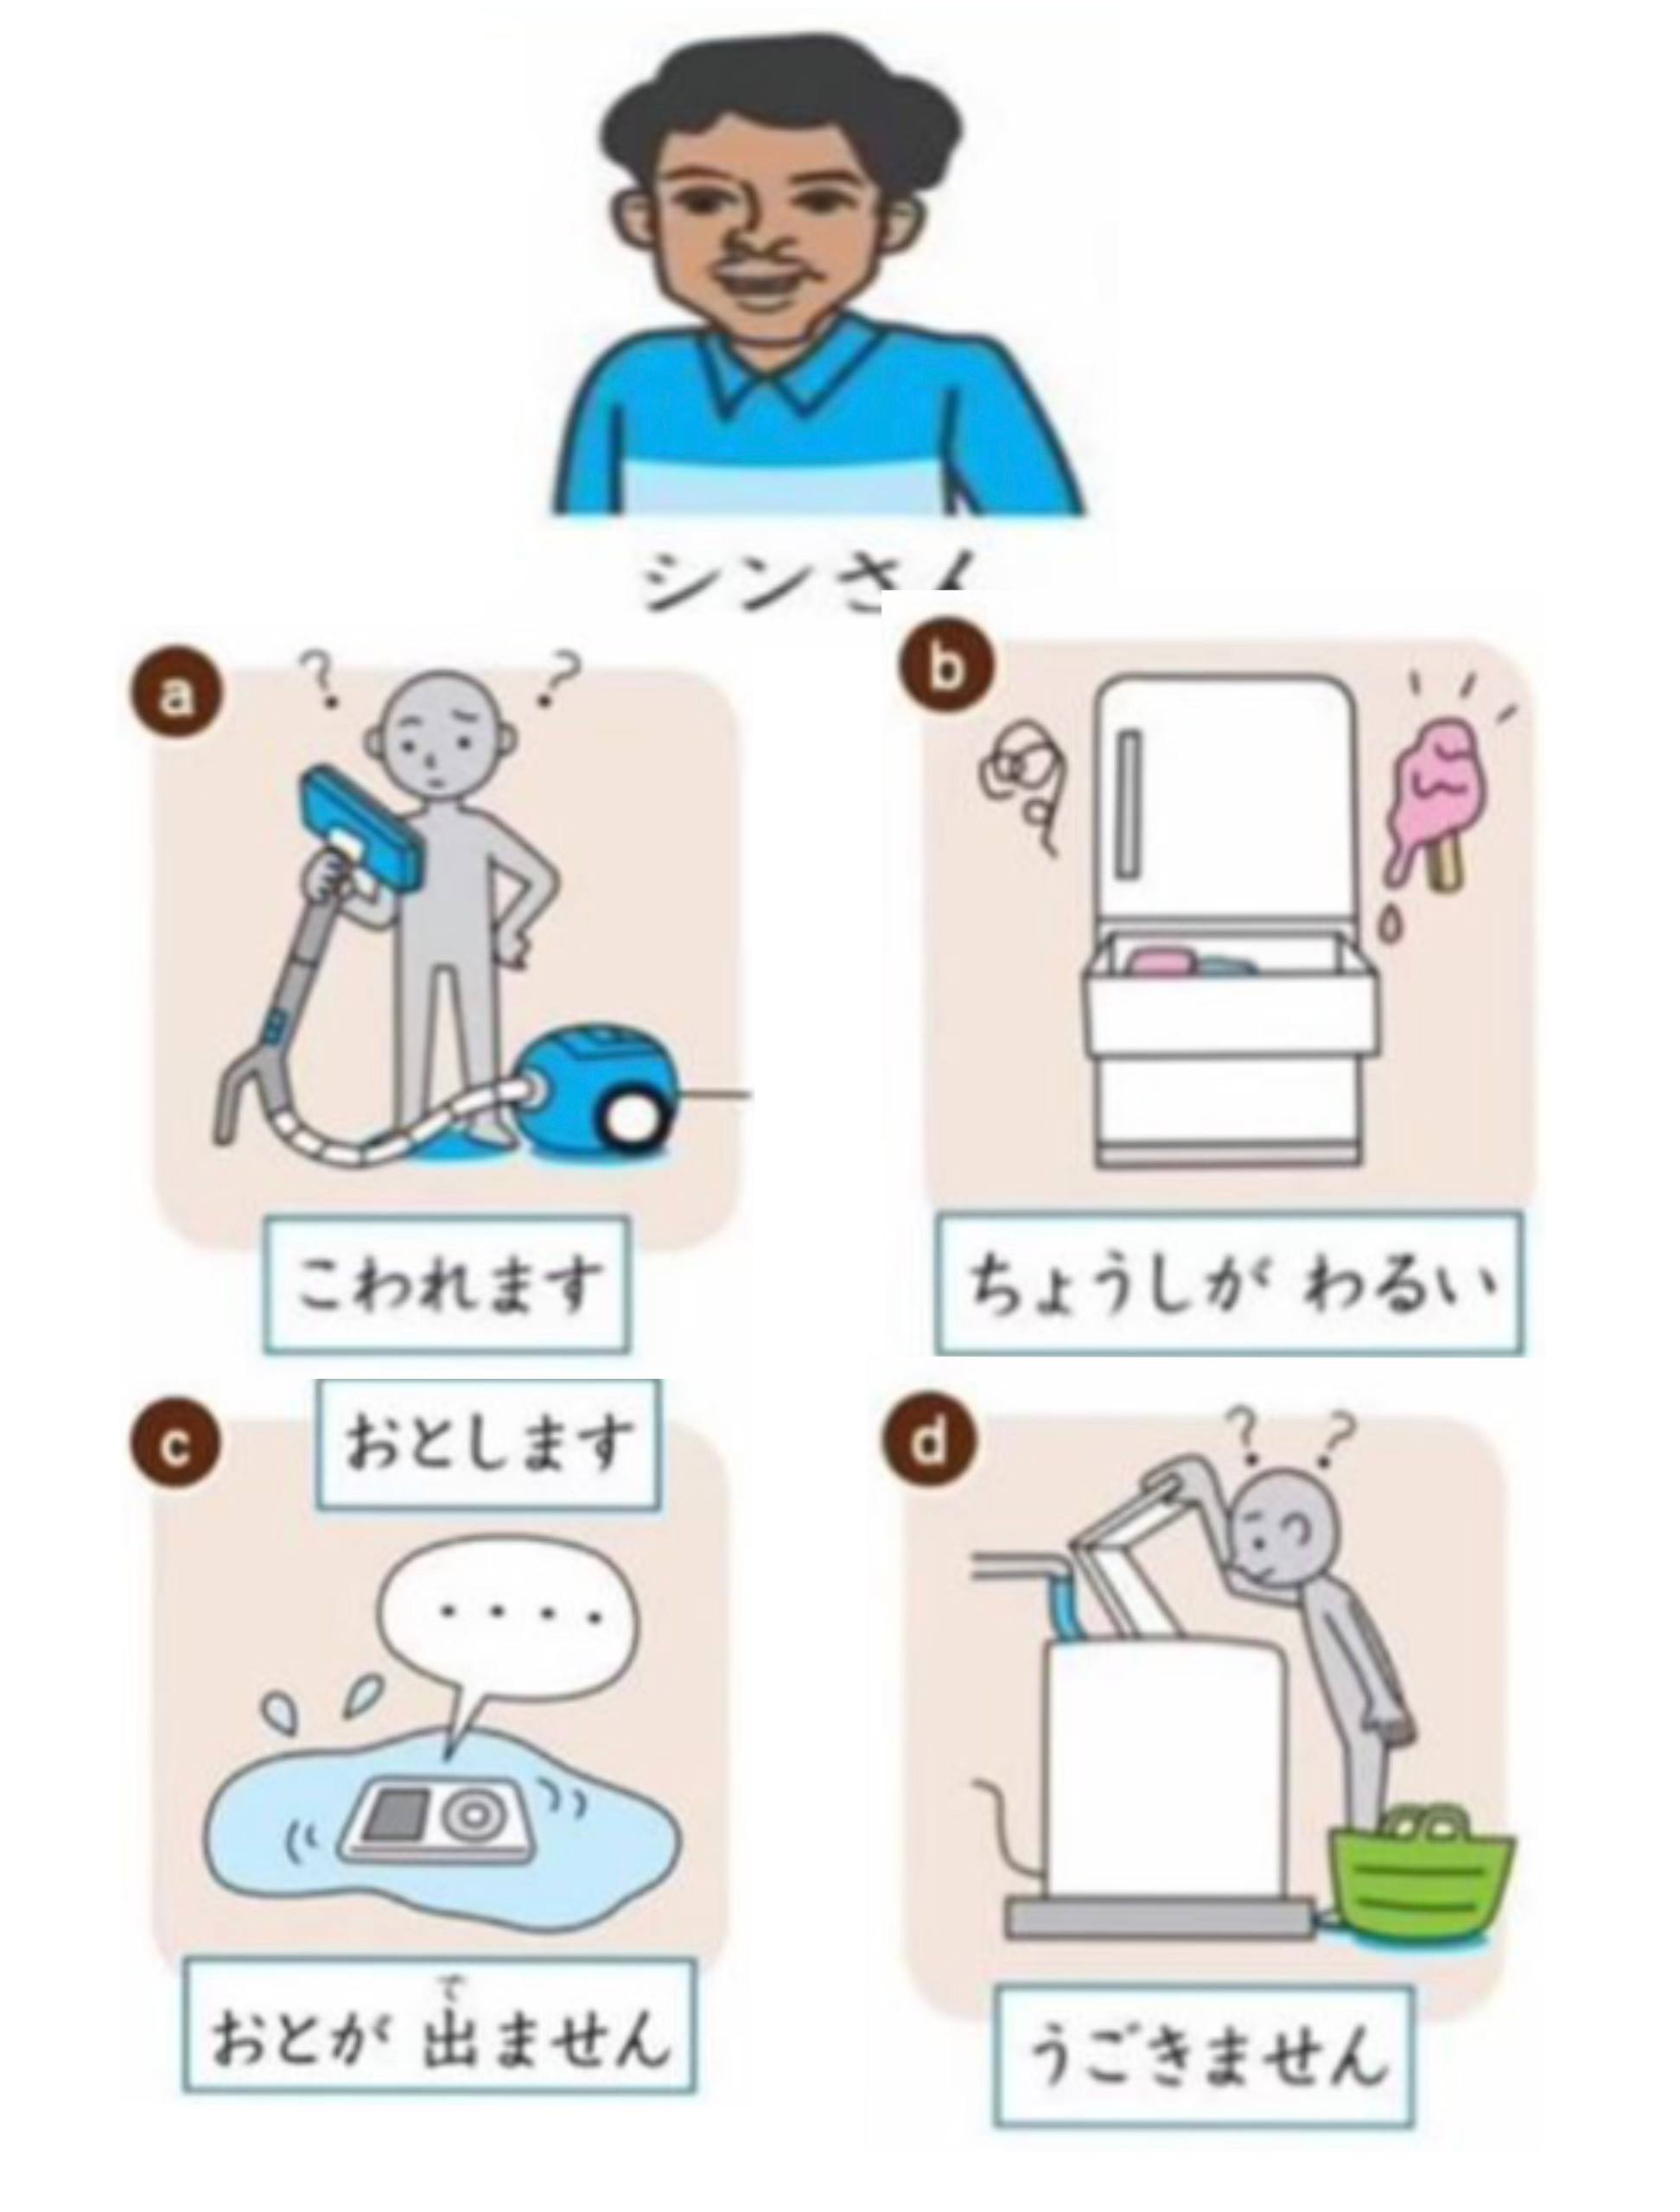 シンさん
a
? ?
こわれます
b
ちょうしが わるい
c
おとします
....
で
おとが 出ません
d
? ?
うごきません